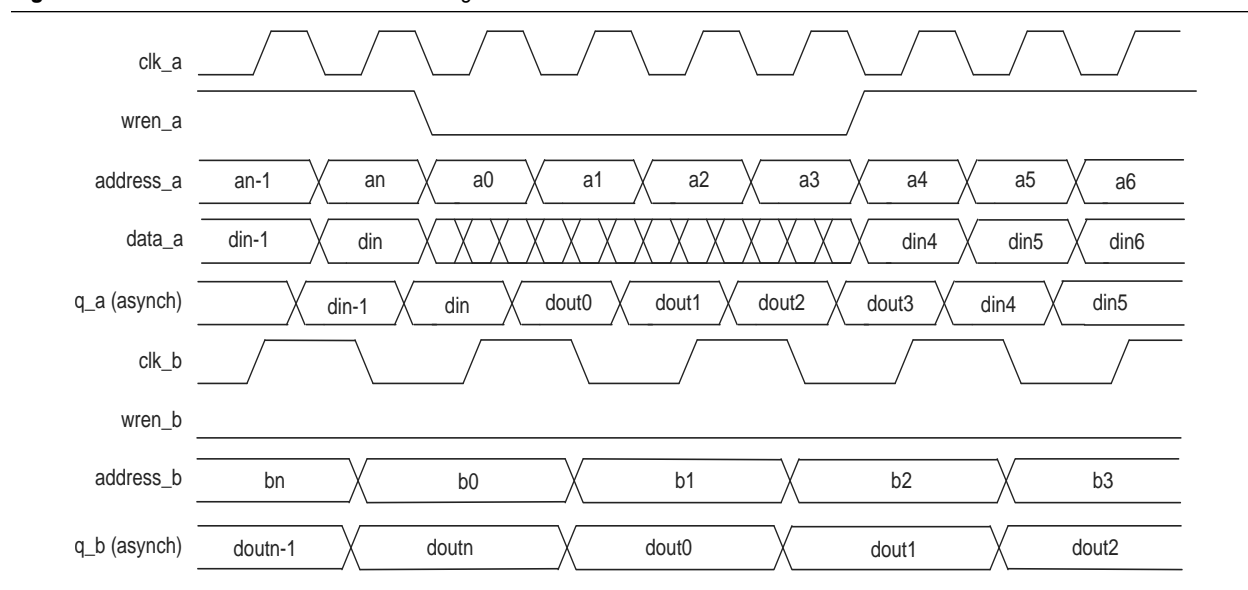 clk_a
wren_a
address_a an-1 an a0 a1 a2 a3 a4 a5 a6
data_a din-1 din din4 din5 din6
q_a (asynch) din-1 din dout0 dout1 dout2 dout3 din4 din5
clk_b
wren_b
address_b bn b0 b1 b2 b3
q_b (asynch) doutn-1 doutn dout0 dout1 dout2